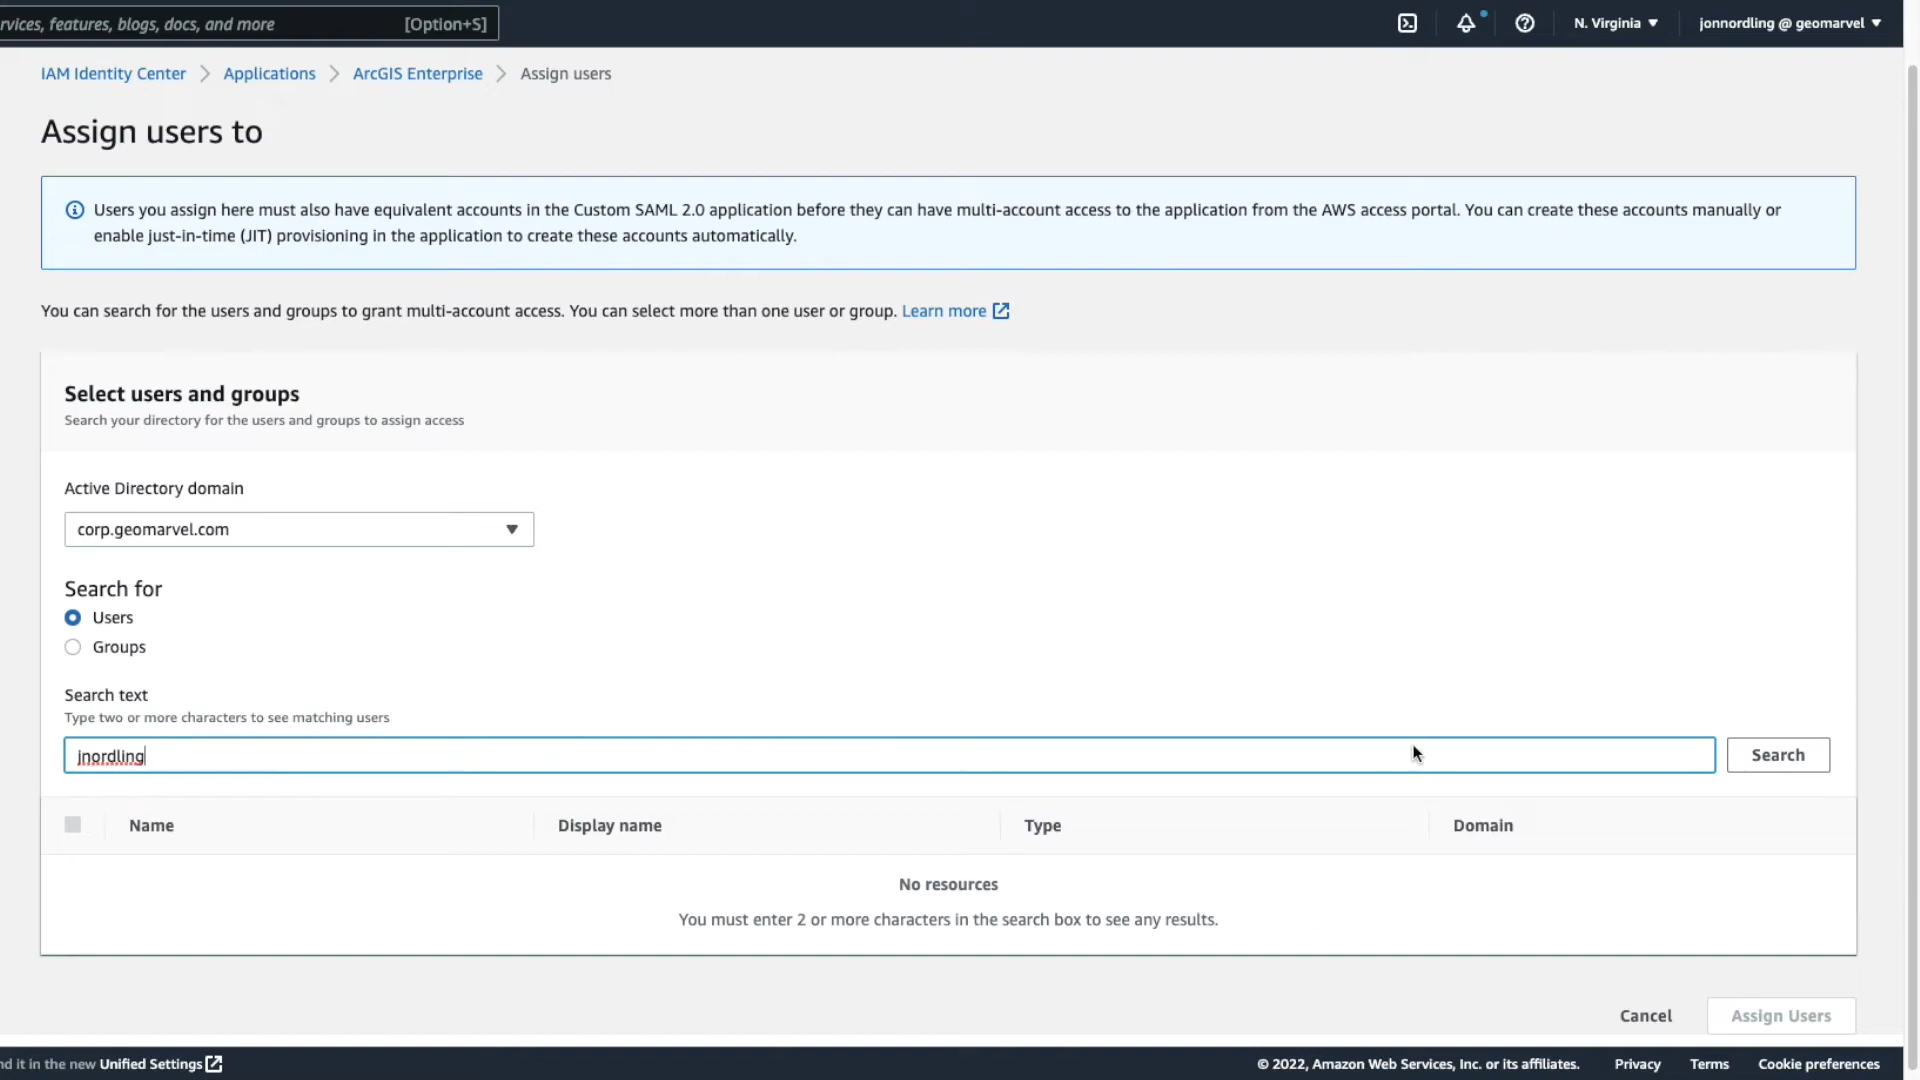 rvices, features, blogs, docs, and more [Option+S] N. Virginia jonnordling @ geomarvel
IAM Identity Center Applications ArcGIS Enterprise Assign users
Assign users to
Users you assign here must also have equivalent accounts in the Custom SAML 2.0 application before they can have multi-account access to the application from the AWS access portal. You can create these accounts manually or
enable just-in-time (JIT) provisioning in the application to create these accounts automatically.
You can search for the users and groups to grant multi-account access. You can select more than one user or group. Learn more
Select users and groups
Search your directory for the users and groups to assign access
Active Directory domain
corp.geomarvel.com
Search for
Users
Groups
Search text
Type two or more characters to see matching users
jnordling Search
Name Display name Type Domain
No resources
You must enter 2 or more characters in the search box to see any results.
Cancel Assign Users
nd it in the new Unified Settings © 2022, Amazon Web Services, Inc. or its affiliates. Privacy Terms Cookie preferences